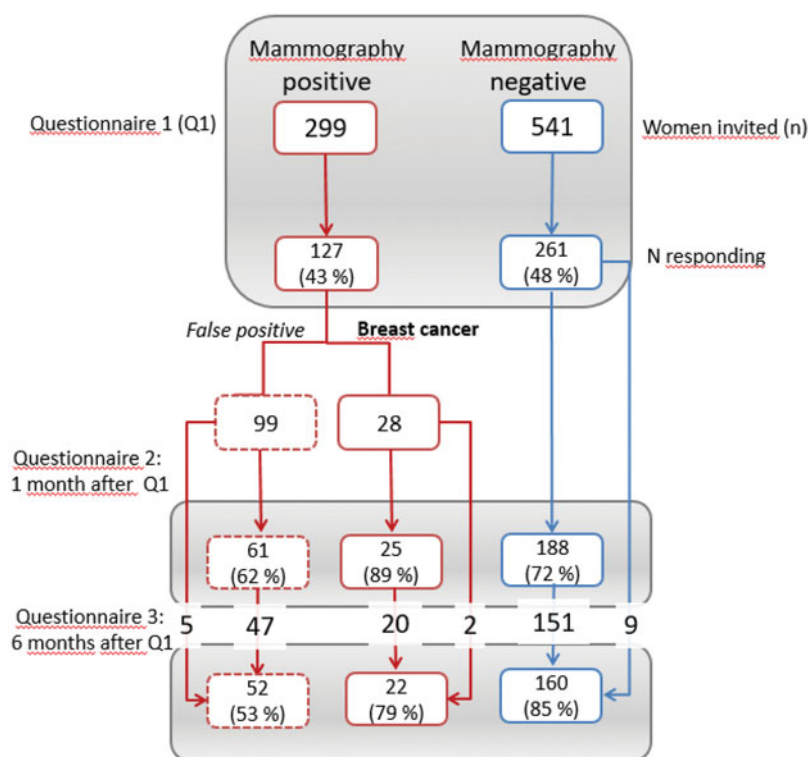 Mammography
positive
Mammography
negative
Questionnaire 1 (Q1)
299
541
Women invited (n)
127
(43 %)
261
(48 %)
N responding
False positive
Breast cancer
99
28
Questionnaire 2:
1 month after Q1
61
(62 %)
25
(89 %)
188
(72 %)
Questionnaire 3:
6 months after Q1
5
47
20
2
151
9
52
(53 %)
22
(79 %)
160
(85 %)